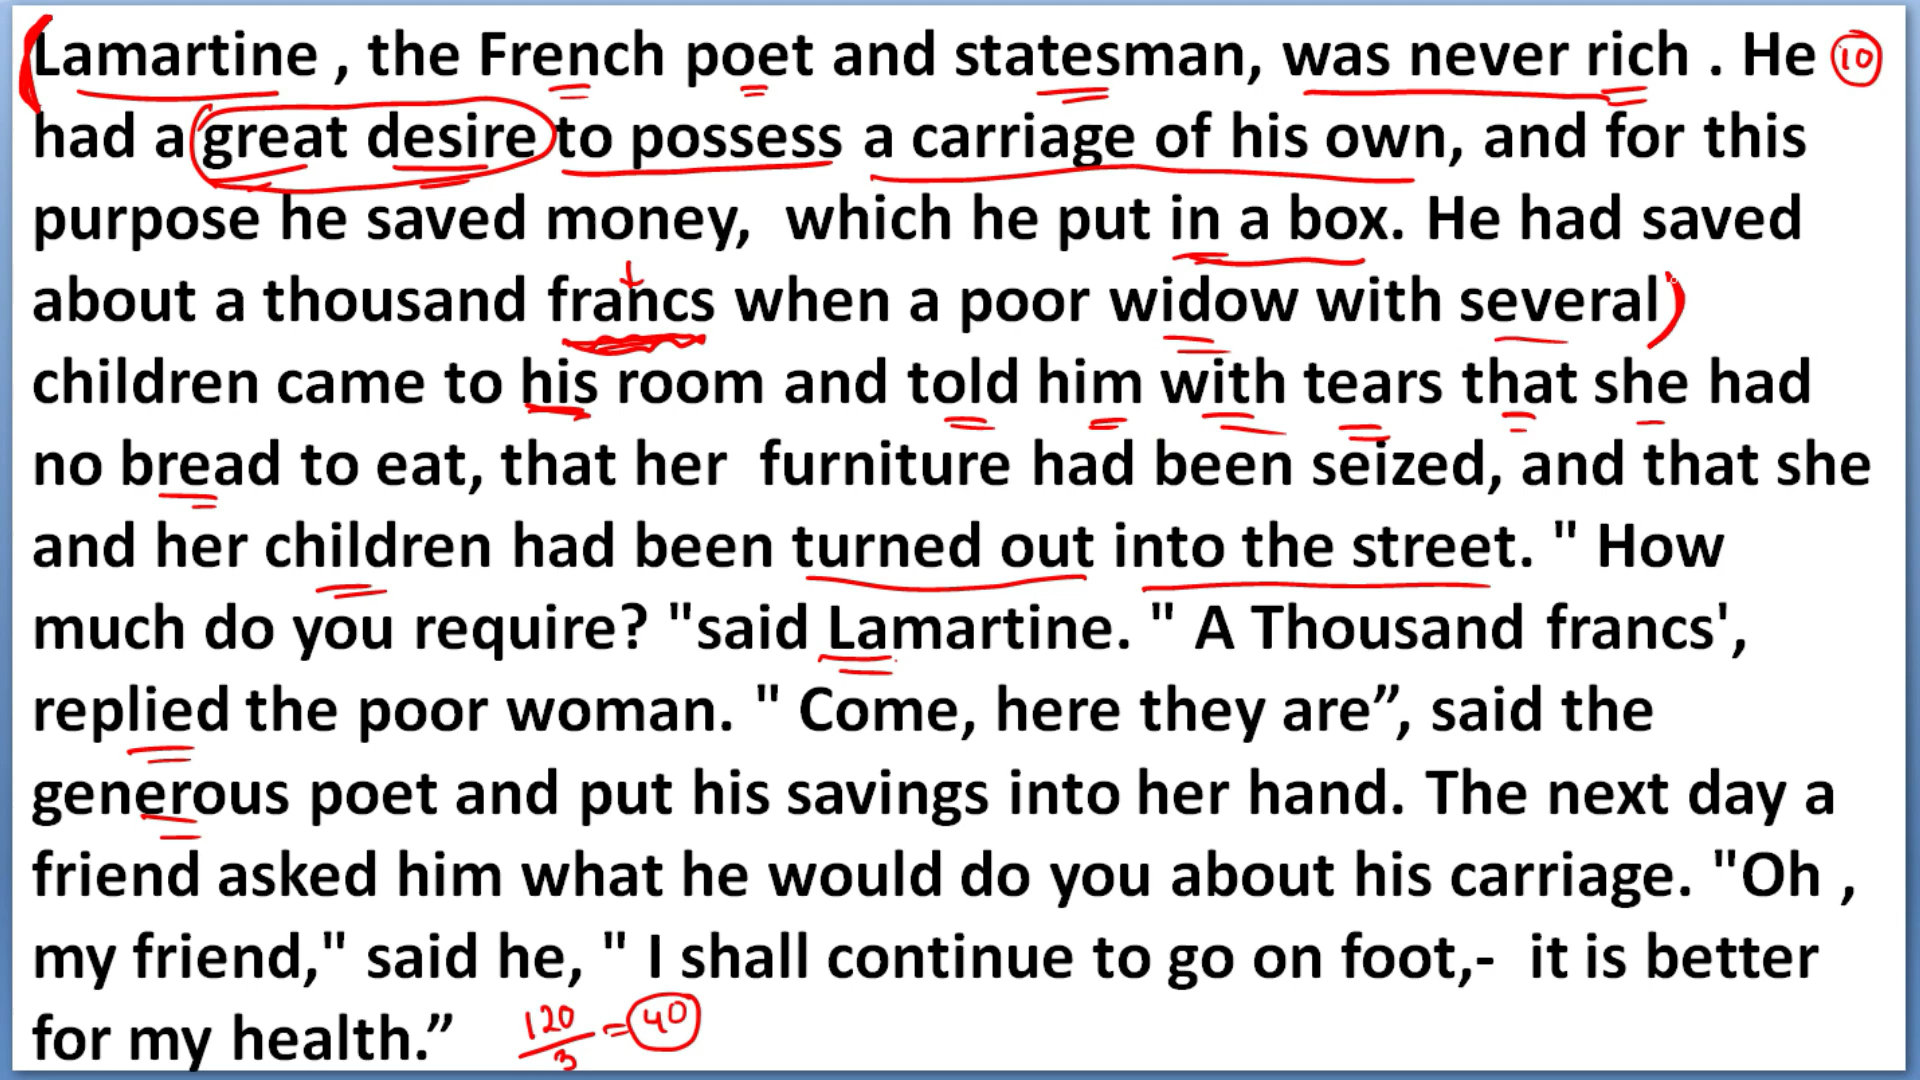 Lamartine , the French poet and statesman, was never rich . He 10
had a great desire to possess a carriage of his own, and for this
purpose he saved money,  which he put in a box. He had saved
about a thousand francs when a poor widow with several
children came to his room and told him with tears that she had
no bread to eat, that her  furniture had been seized, and that she
and her children had been turned out into the street. " How
much do you require? "said Lamartine. " A Thousand francs',
replied the poor woman. " Come, here they are”, said the
generous poet and put his savings into her hand. The next day a
friend asked him what he would do you about his carriage. "Oh ,
my friend," said he, " I shall continue to go on foot,-  it is better
for my health.” 120/3 = 40